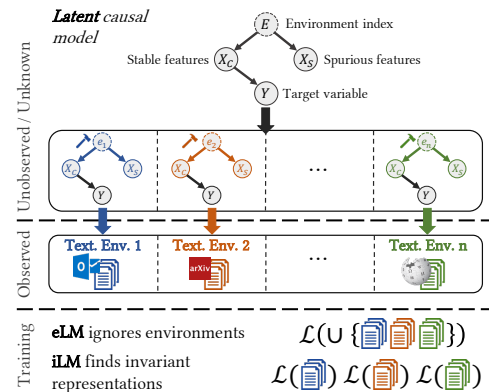 Latent causal
model
E Environment index
Stable features X_C X_S Spurious features
Y Target variable
Unobserved / Unknown
e_1 e_2 e_n
X_C X_S X_C X_S ... X_C X_S
Y Y Y
Observed
Text. Env. 1 Text. Env. 2 ... Text. Env. n
O arXiv W
Training
eLM ignores environments ℒ(∪ { })
iLM finds invariant
representations ℒ( ) ℒ( ) ℒ( )